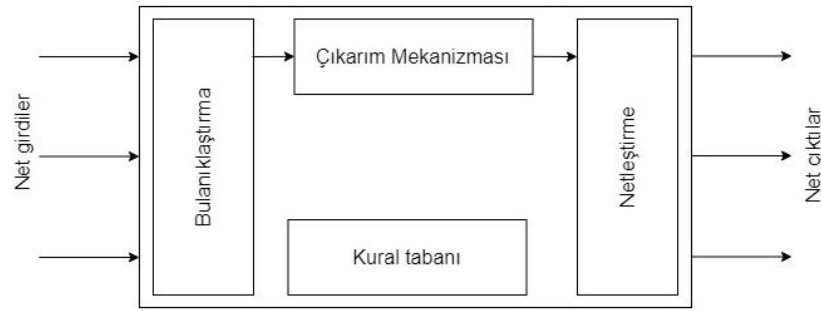 Net girdiler
Bulanıklaştırma
Çıkarım Mekanizması
Kural tabanı
Netleştirme
Net çıktılar